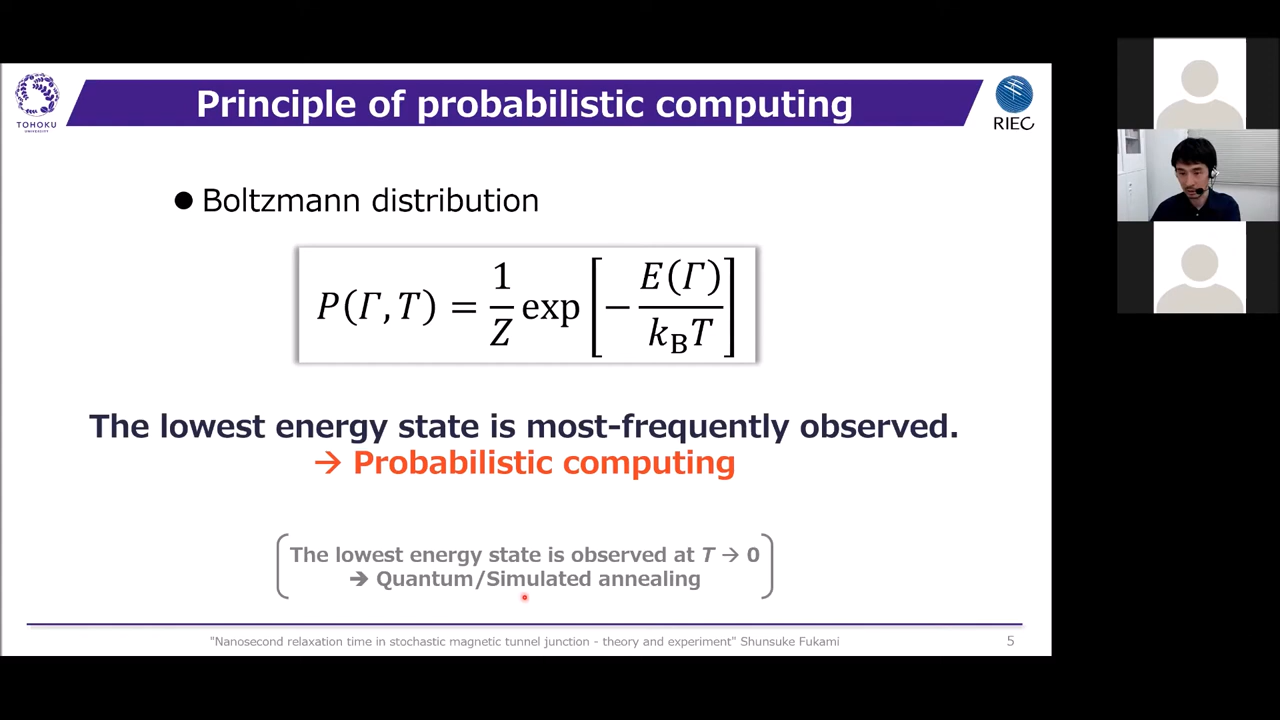 Principle of probabilistic computing
TOHOKU
UNIVERSITY
RIEC
● Boltzmann distribution
P(Γ, T) = 1/Z exp [− E(Γ)/k_B T]
The lowest energy state is most-frequently observed.
→ Probabilistic computing
The lowest energy state is observed at T → 0
➔ Quantum/Simulated annealing
"Nanosecond relaxation time in stochastic magnetic tunnel junction - theory and experiment" Shunsuke Fukami
5